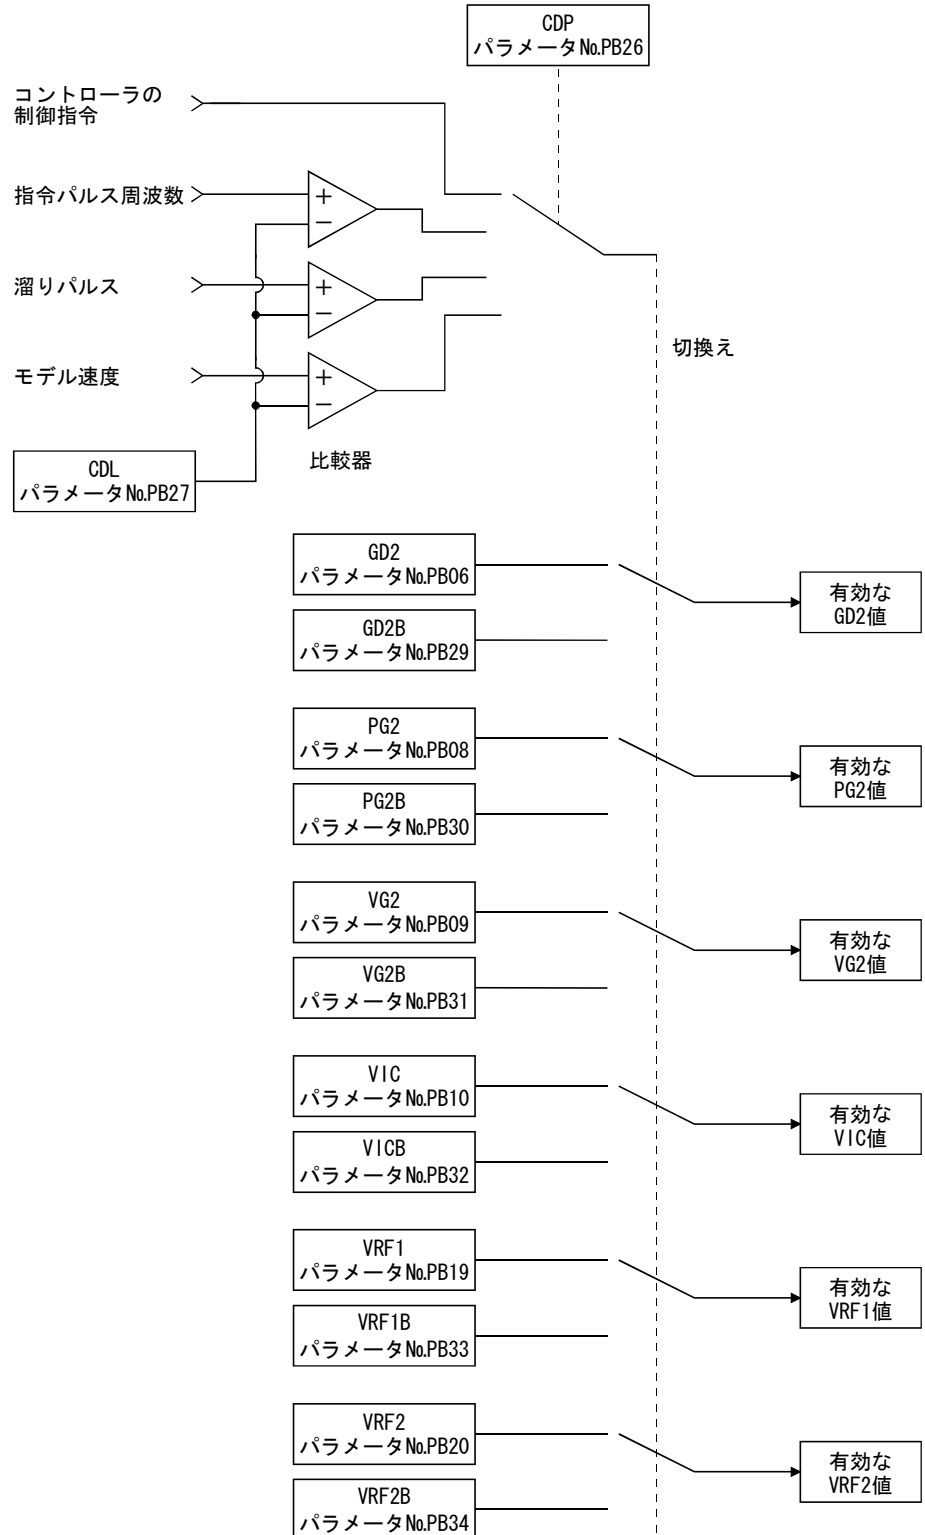 CDP
パラメータNo.PB26
コントローラの
制御指令
指令パルス周波数
+
−
溜りパルス
+
−
切換え
モデル速度
+
−
比較器
CDL
パラメータNo.PB27
GD2
パラメータNo.PB06
有効な
GD2値
GD2B
パラメータNo.PB29
PG2
パラメータNo.PB08
有効な
PG2値
PG2B
パラメータNo.PB30
VG2
パラメータNo.PB09
有効な
VG2値
VG2B
パラメータNo.PB31
VIC
パラメータNo.PB10
有効な
VIC値
VICB
パラメータNo.PB32
VRF1
パラメータNo.PB19
有効な
VRF1値
VRF1B
パラメータNo.PB33
VRF2
パラメータNo.PB20
有効な
VRF2値
VRF2B
パラメータNo.PB34